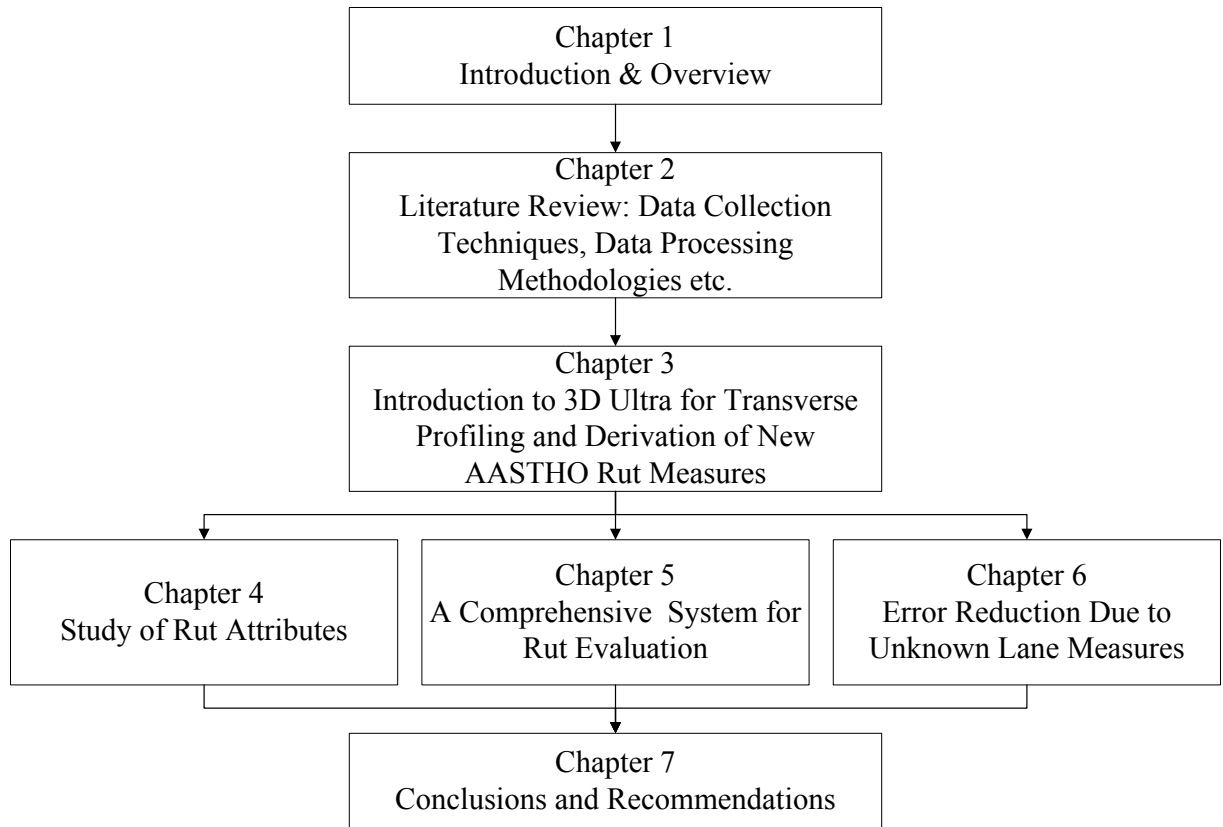 Chapter 1
Introduction & Overview
Chapter 2
Literature Review: Data Collection
Techniques, Data Processing
Methodologies etc.
Chapter 3
Introduction to 3D Ultra for Transverse
Profiling and Derivation of New
AASTHO Rut Measures
Chapter 4
Study of Rut Attributes
Chapter 5
A Comprehensive System for
Rut Evaluation
Chapter 6
Error Reduction Due to
Unknown Lane Measures
Chapter 7
Conclusions and Recommendations